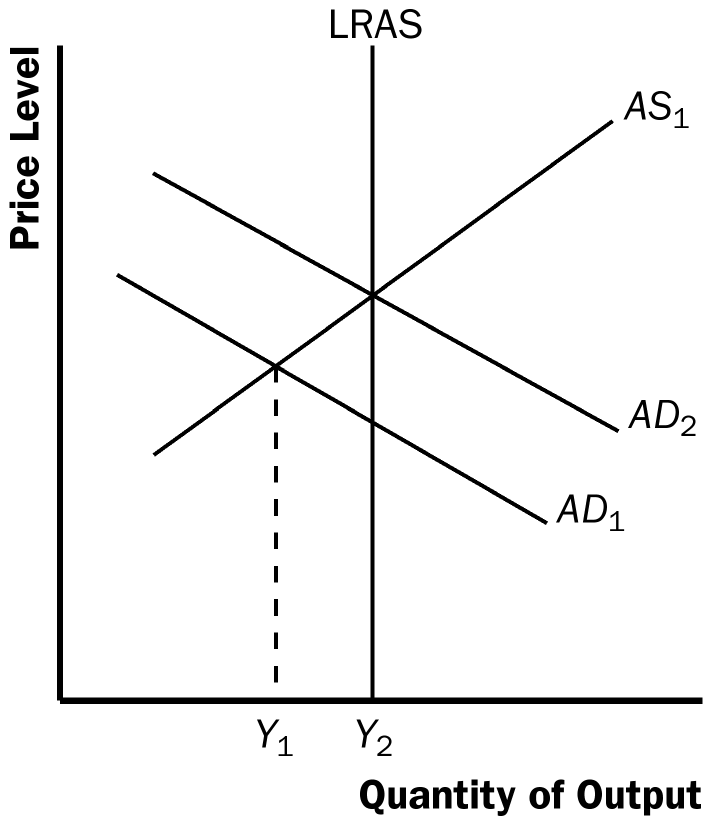 LRAS
Price Level
AS1
AD2
AD1
Y1
Y2
Quantity of Output